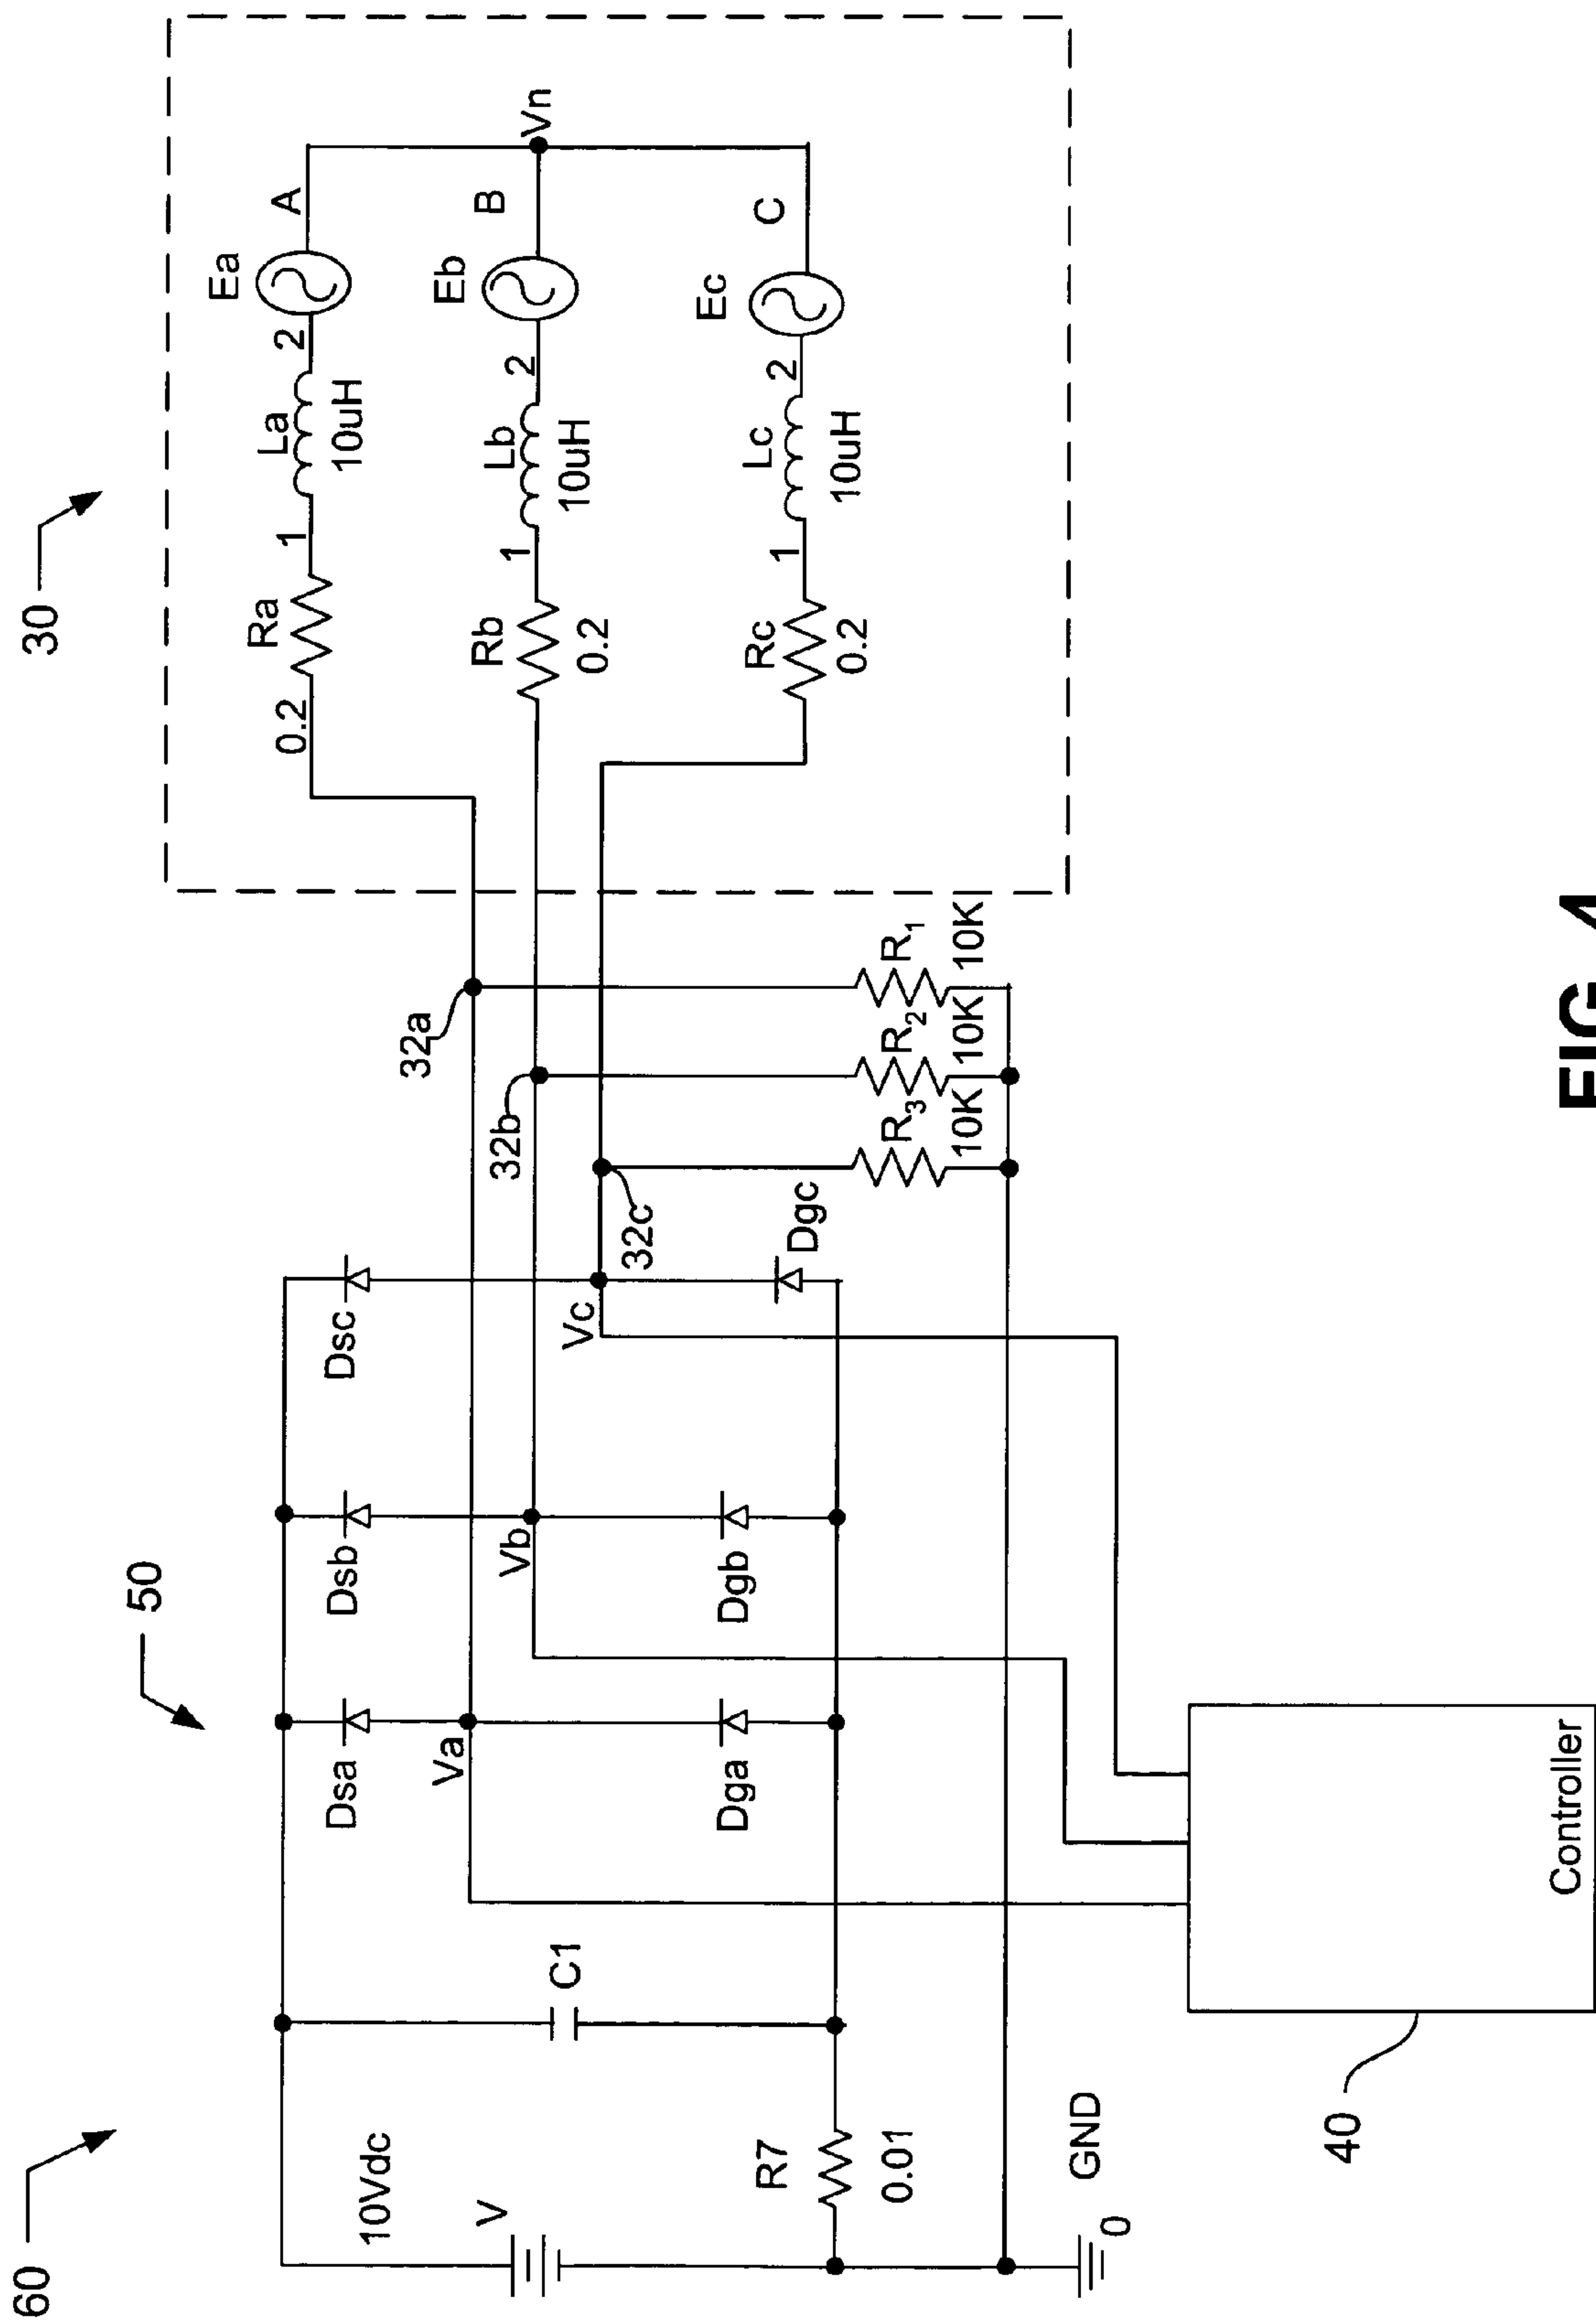 60
30
50
Ea
A
La
2
1
Ra
0.2
10uH
Dsa
Dsb
Dsc
10Vdc
32a
Eb
B
Va
Lb
2
1
Rb
V
Vb
32b
Vn
10uH
0.2
C1
Vc
32c
Ec
C
Lc
2
1
Rc
10uH
0.2
R7
0.01
Dga
Dgb
Dgc
R3
R2
R1
10K
10K
10K
GND
0
40
Controller
FIG 4